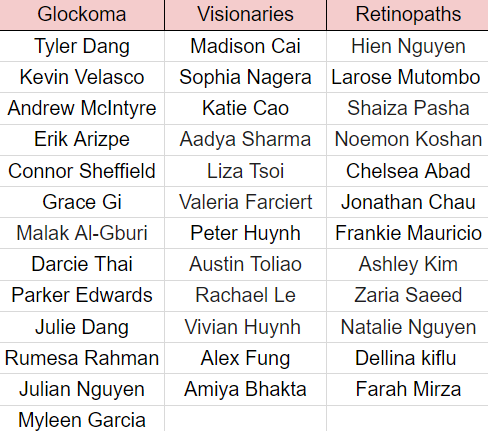 Glockoma Visionaries Retinopaths
Tyler Dang Madison Cai Hien Nguyen
Kevin Velasco Sophia Nagera Larose Mutombo
Andrew McIntyre Katie Cao Shaiza Pasha
Erik Arizpe Aadya Sharma Noemon Koshan
Connor Sheffield Liza Tsoi Chelsea Abad
Grace Gi Valeria Farciert Jonathan Chau
Malak Al-Gburi Peter Huynh Frankie Mauricio
Darcie Thai Austin Toliao Ashley Kim
Parker Edwards Rachael Le Zaria Saeed
Julie Dang Vivian Huynh Natalie Nguyen
Rumesa Rahman Alex Fung Dellina kiflu
Julian Nguyen Amiya Bhakta Farah Mirza
Myleen Garcia